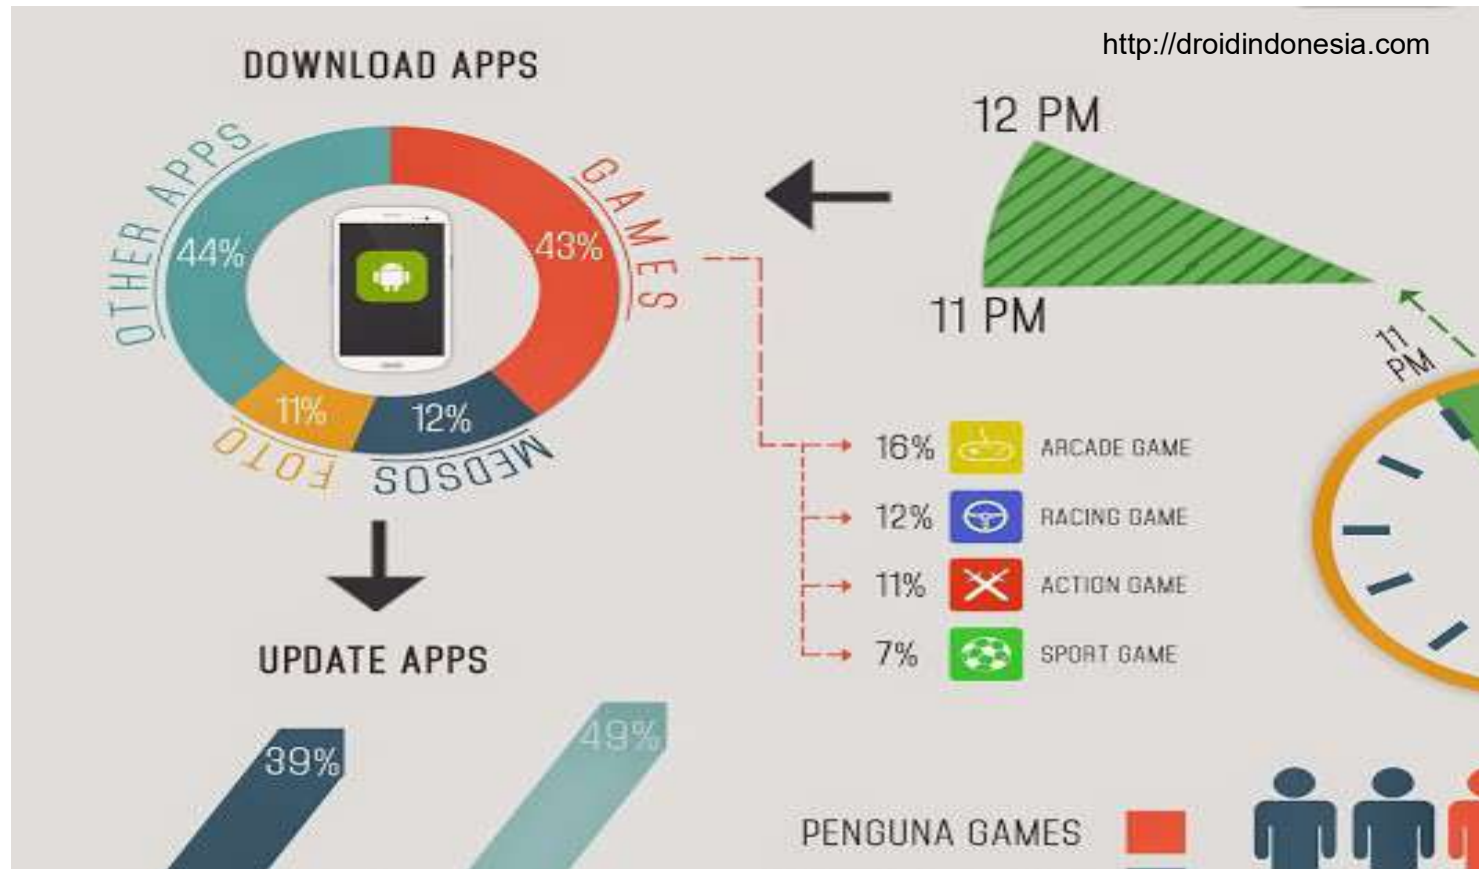 http://droidindonesia.com
DOWNLOAD APPS
12 PM
11 PM
11
PM
OTHER APPS
44%
GAMES
43%
11%
FOTO
12%
MEDSOS
16% ARCADE GAME
12% RACING GAME
11% ACTION GAME
7% SPORT GAME
UPDATE APPS
39%
49%
PENGUNA GAMES